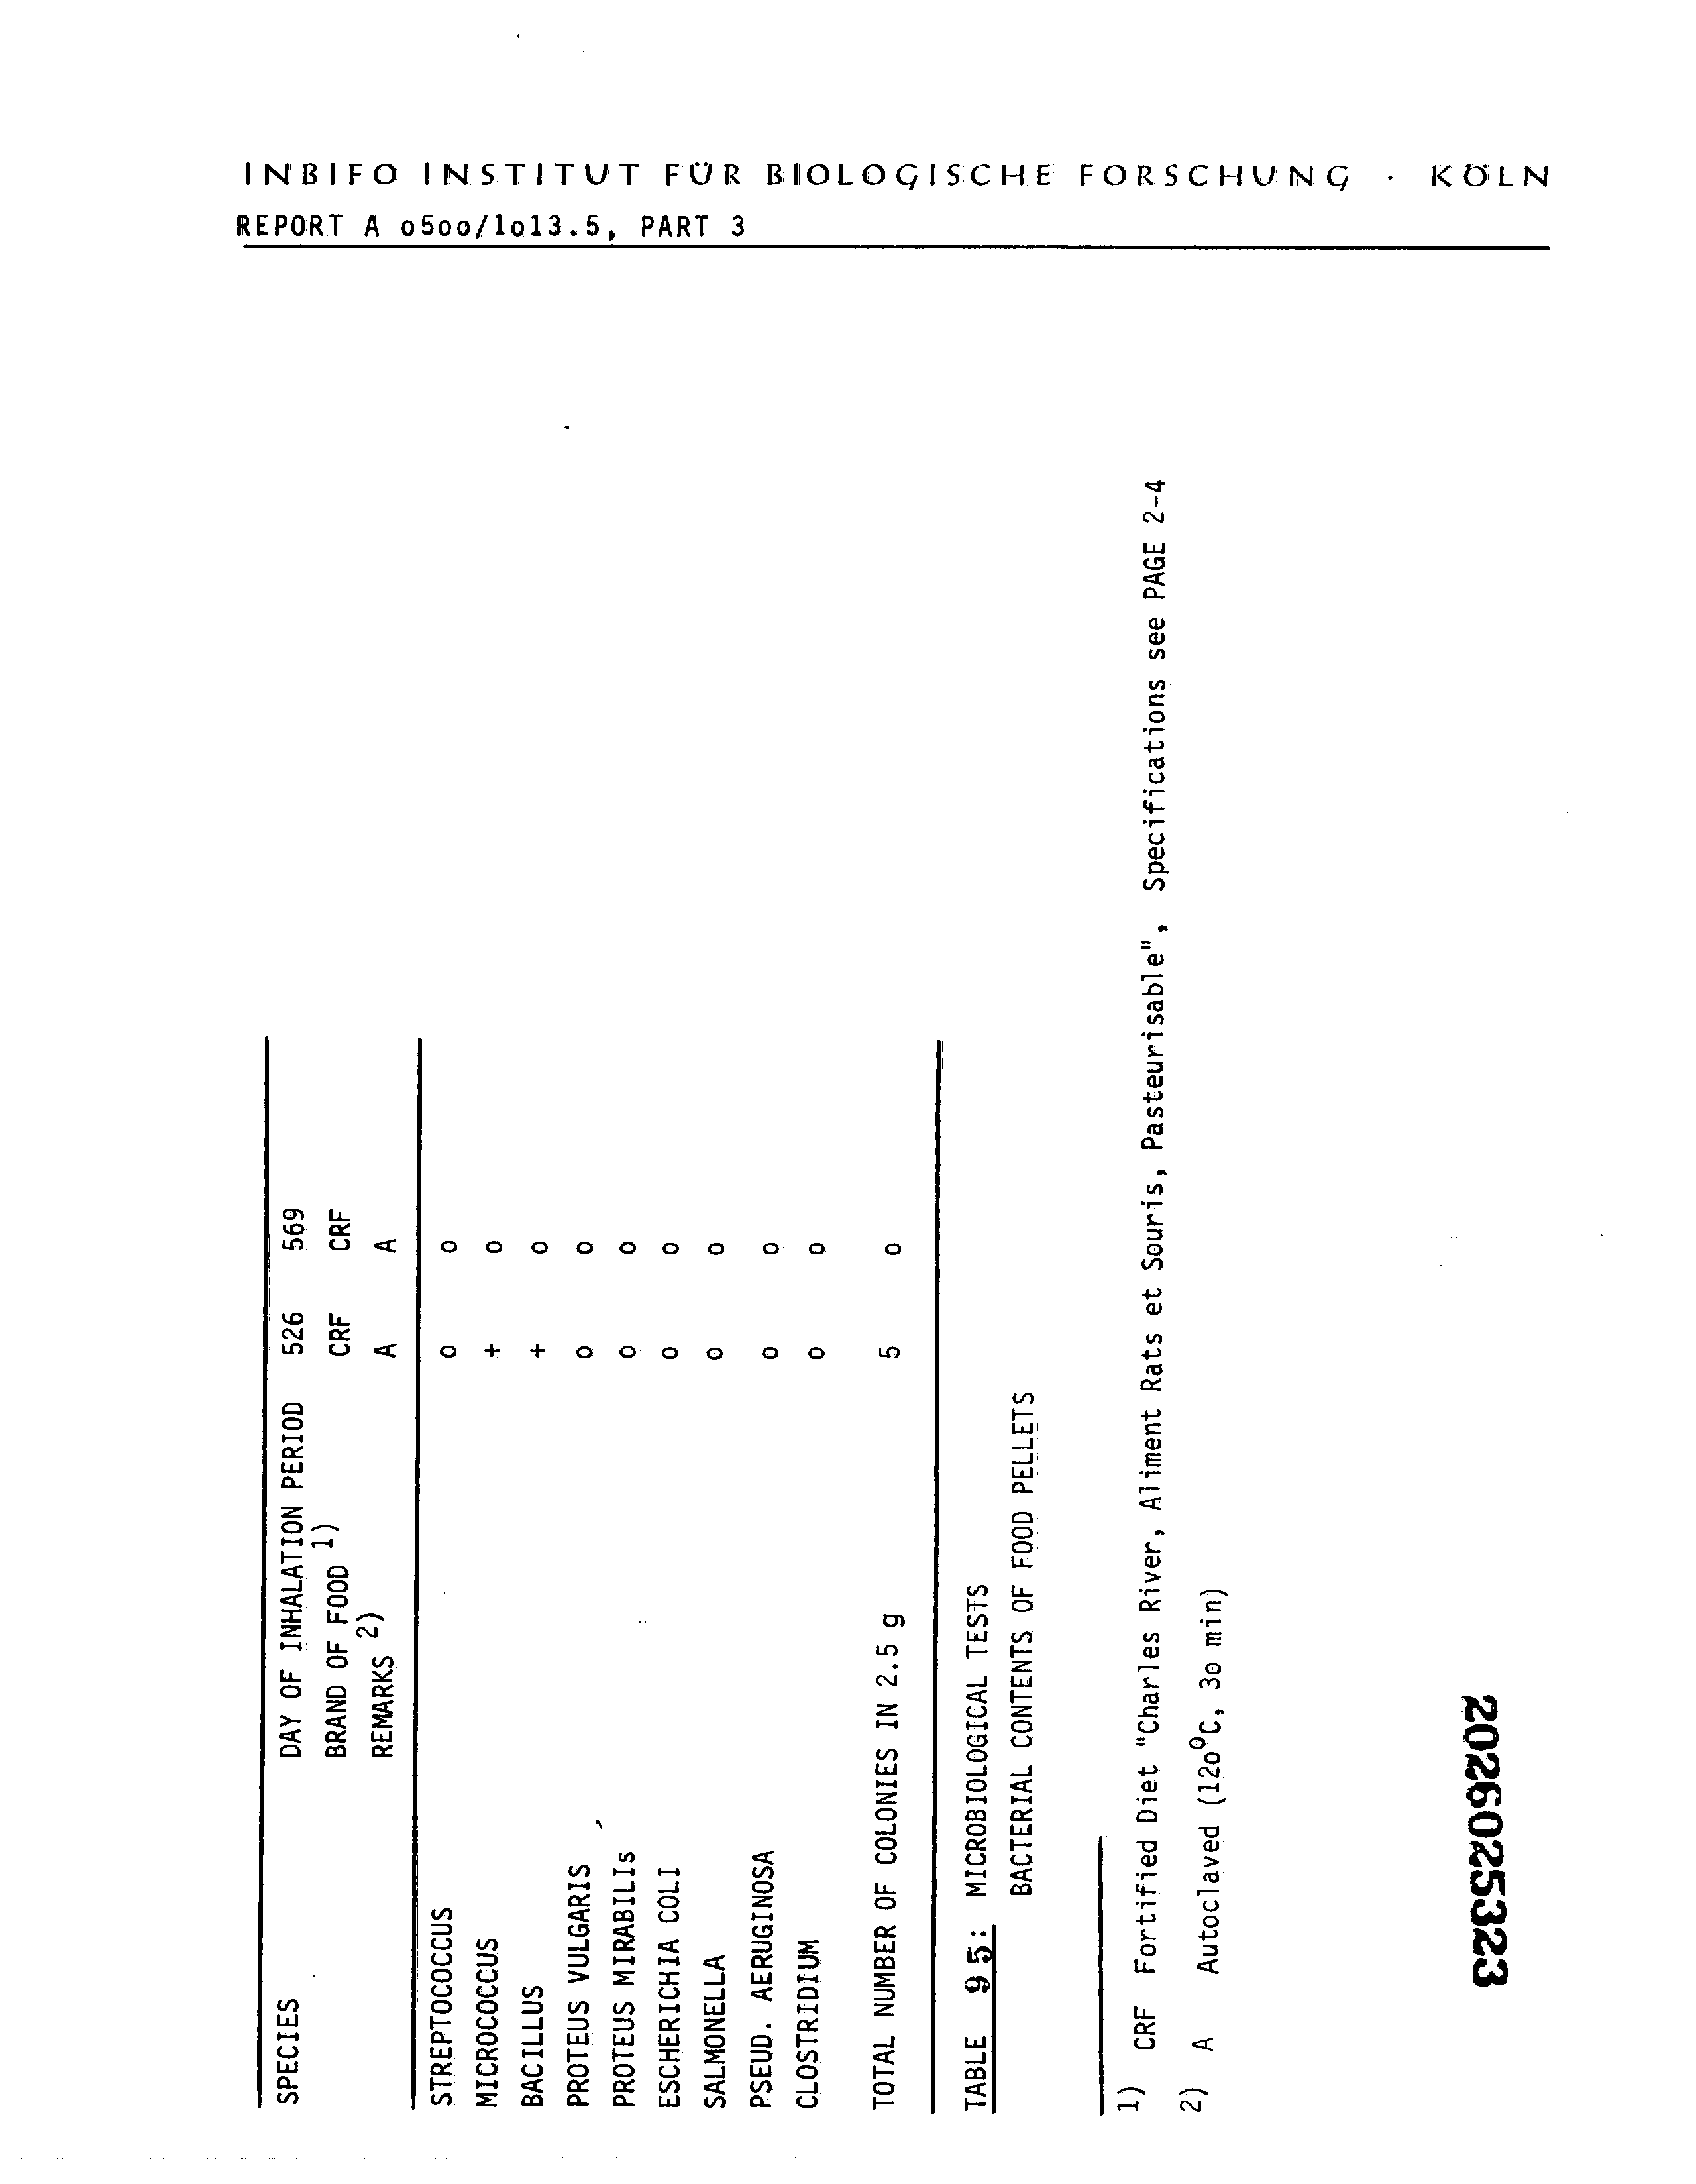 INBIFO INSTITUT FÜR BIOLOGISCHE FORSCHUNG · KÖLN
REPORT A o5oo/1o13.5, PART 3
SPECIES DAY OF INHALATION PERIOD 526 569
BRAND OF FOOD 1) CRF CRF
REMARKS 2) A A
STREPTOCOCCUS o o
MICROCOCCUS + o
BACILLUS + o
PROTEUS VULGARIS o o
PROTEUS MIRABILIs o o
ESCHERICHIA COLI o o
SALMONELLA o o
PSEUD. AERUGINOSA o o
CLOSTRIDIUM o o
TOTAL NUMBER OF COLONIES IN 2.5 g 5 o
TABLE 95: MICROBIOLOGICAL TESTS
BACTERIAL CONTENTS OF FOOD PELLETS
1) CRF Fortified Diet "Charles River, Aliment Rats et Souris, Pasteurisable", Specifications see PAGE 2-4
2) A Autoclaved (12o°C, 3o min)
2026025323